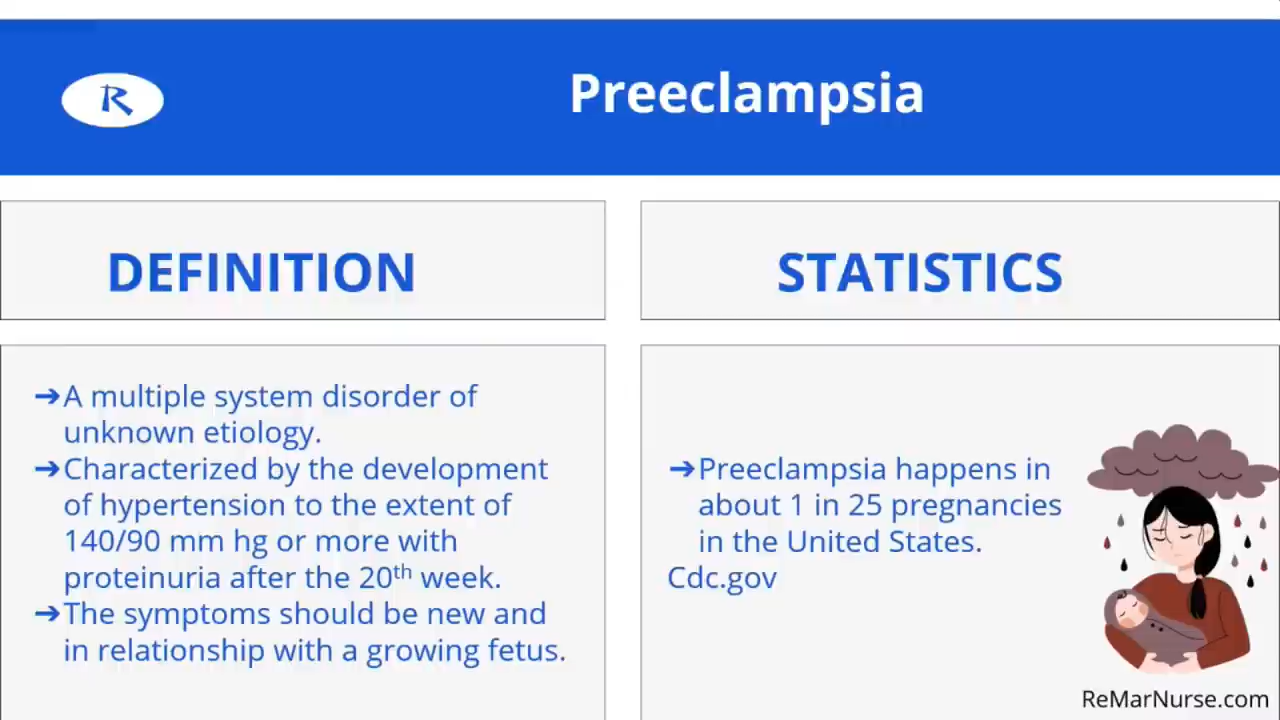 R
Preeclampsia
DEFINITION
➔A multiple system disorder of
unknown etiology.
➔Characterized by the development
of hypertension to the extent of
140/90 mm hg or more with
proteinuria after the 20th week.
➔The symptoms should be new and
in relationship with a growing fetus.
STATISTICS
➔Preeclampsia happens in
about 1 in 25 pregnancies
in the United States.
Cdc.gov
ReMarNurse.com